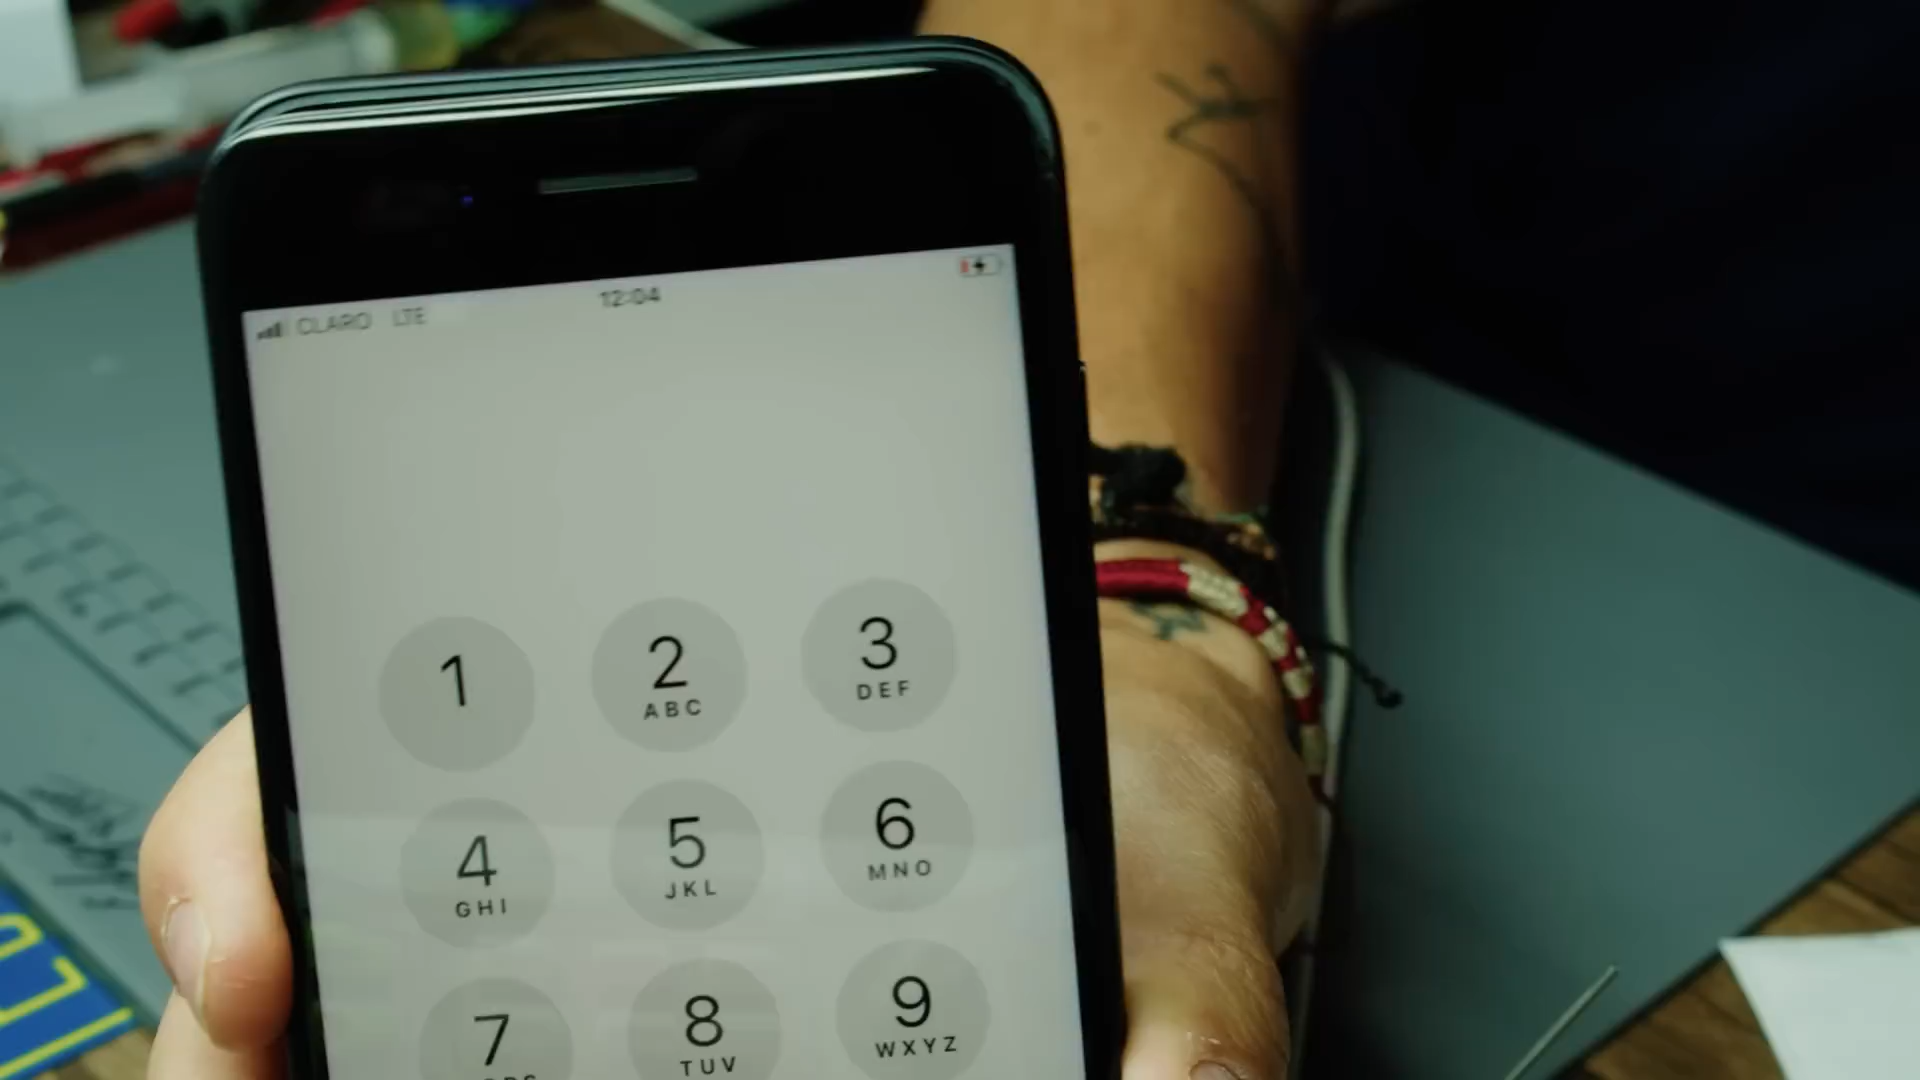 CLARO LTE 12:04
1 2 3
ABC DEF
4 5 6
GHI JKL MNO
7 8 9
TUV WXYZ